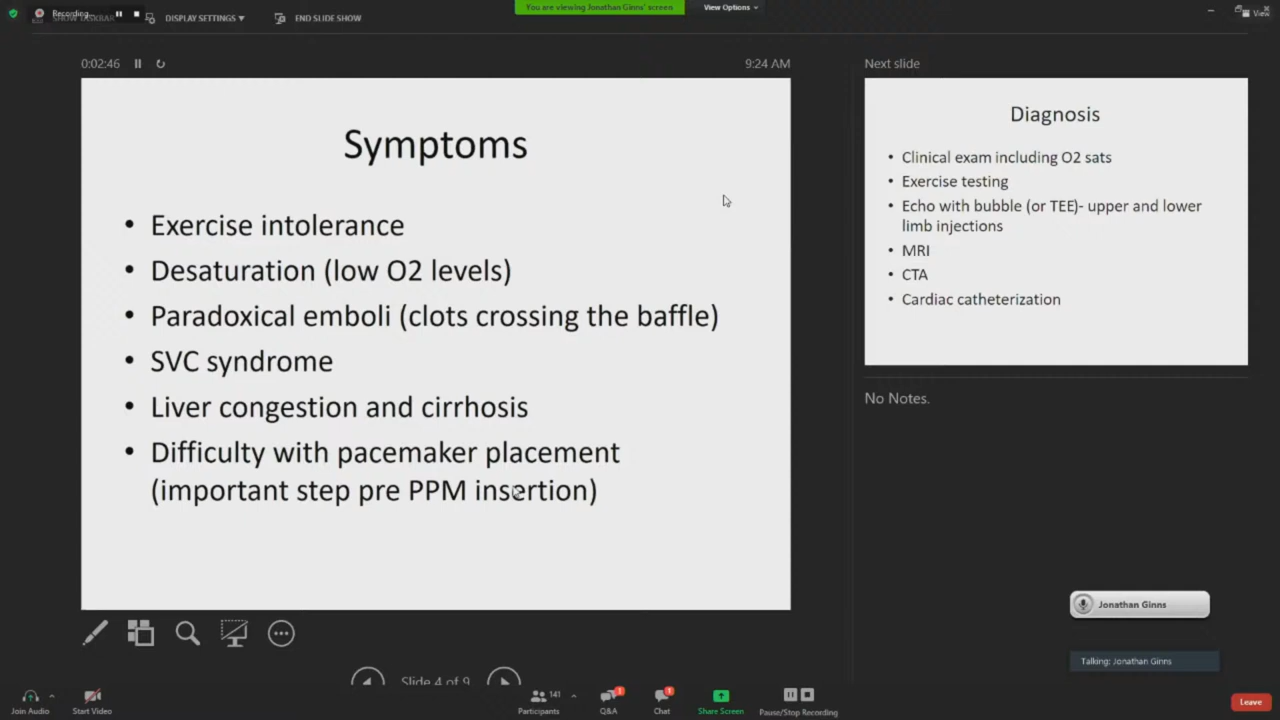 Recording...
SHOW TASKBAR
DISPLAY SETTINGS
END SLIDE SHOW
You are viewing Jonathan Ginns' screen
View Options
View
0:02:46
9:24 AM
Symptoms
• Exercise intolerance
• Desaturation (low O2 levels)
• Paradoxical emboli (clots crossing the baffle)
• SVC syndrome
• Liver congestion and cirrhosis
• Difficulty with pacemaker placement
(important step pre PPM insertion)
Next slide
Diagnosis
• Clinical exam including O2 sats
• Exercise testing
• Echo with bubble (or TEE)- upper and lower
limb injections
• MRI
• CTA
• Cardiac catheterization
No Notes.
Jonathan Ginns
Talking: Jonathan Ginns
Slide 4 of 9
Join Audio
Start Video
141
Participants
Q&A
Chat
Share Screen
Pause/Stop Recording
Leave